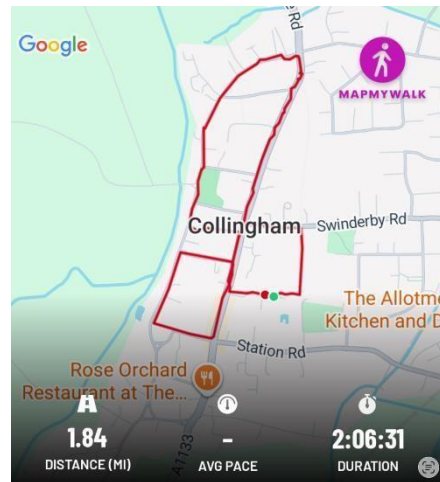 Rd
Google
MAPMYWALK
Collingham
Swinderby Rd
The Allotme
Kitchen and D
Station Rd
Rose Orchard
Restaurant at The...
A1133
1.84
-
2:06:31
DISTANCE (MI)
AVG PACE
DURATION